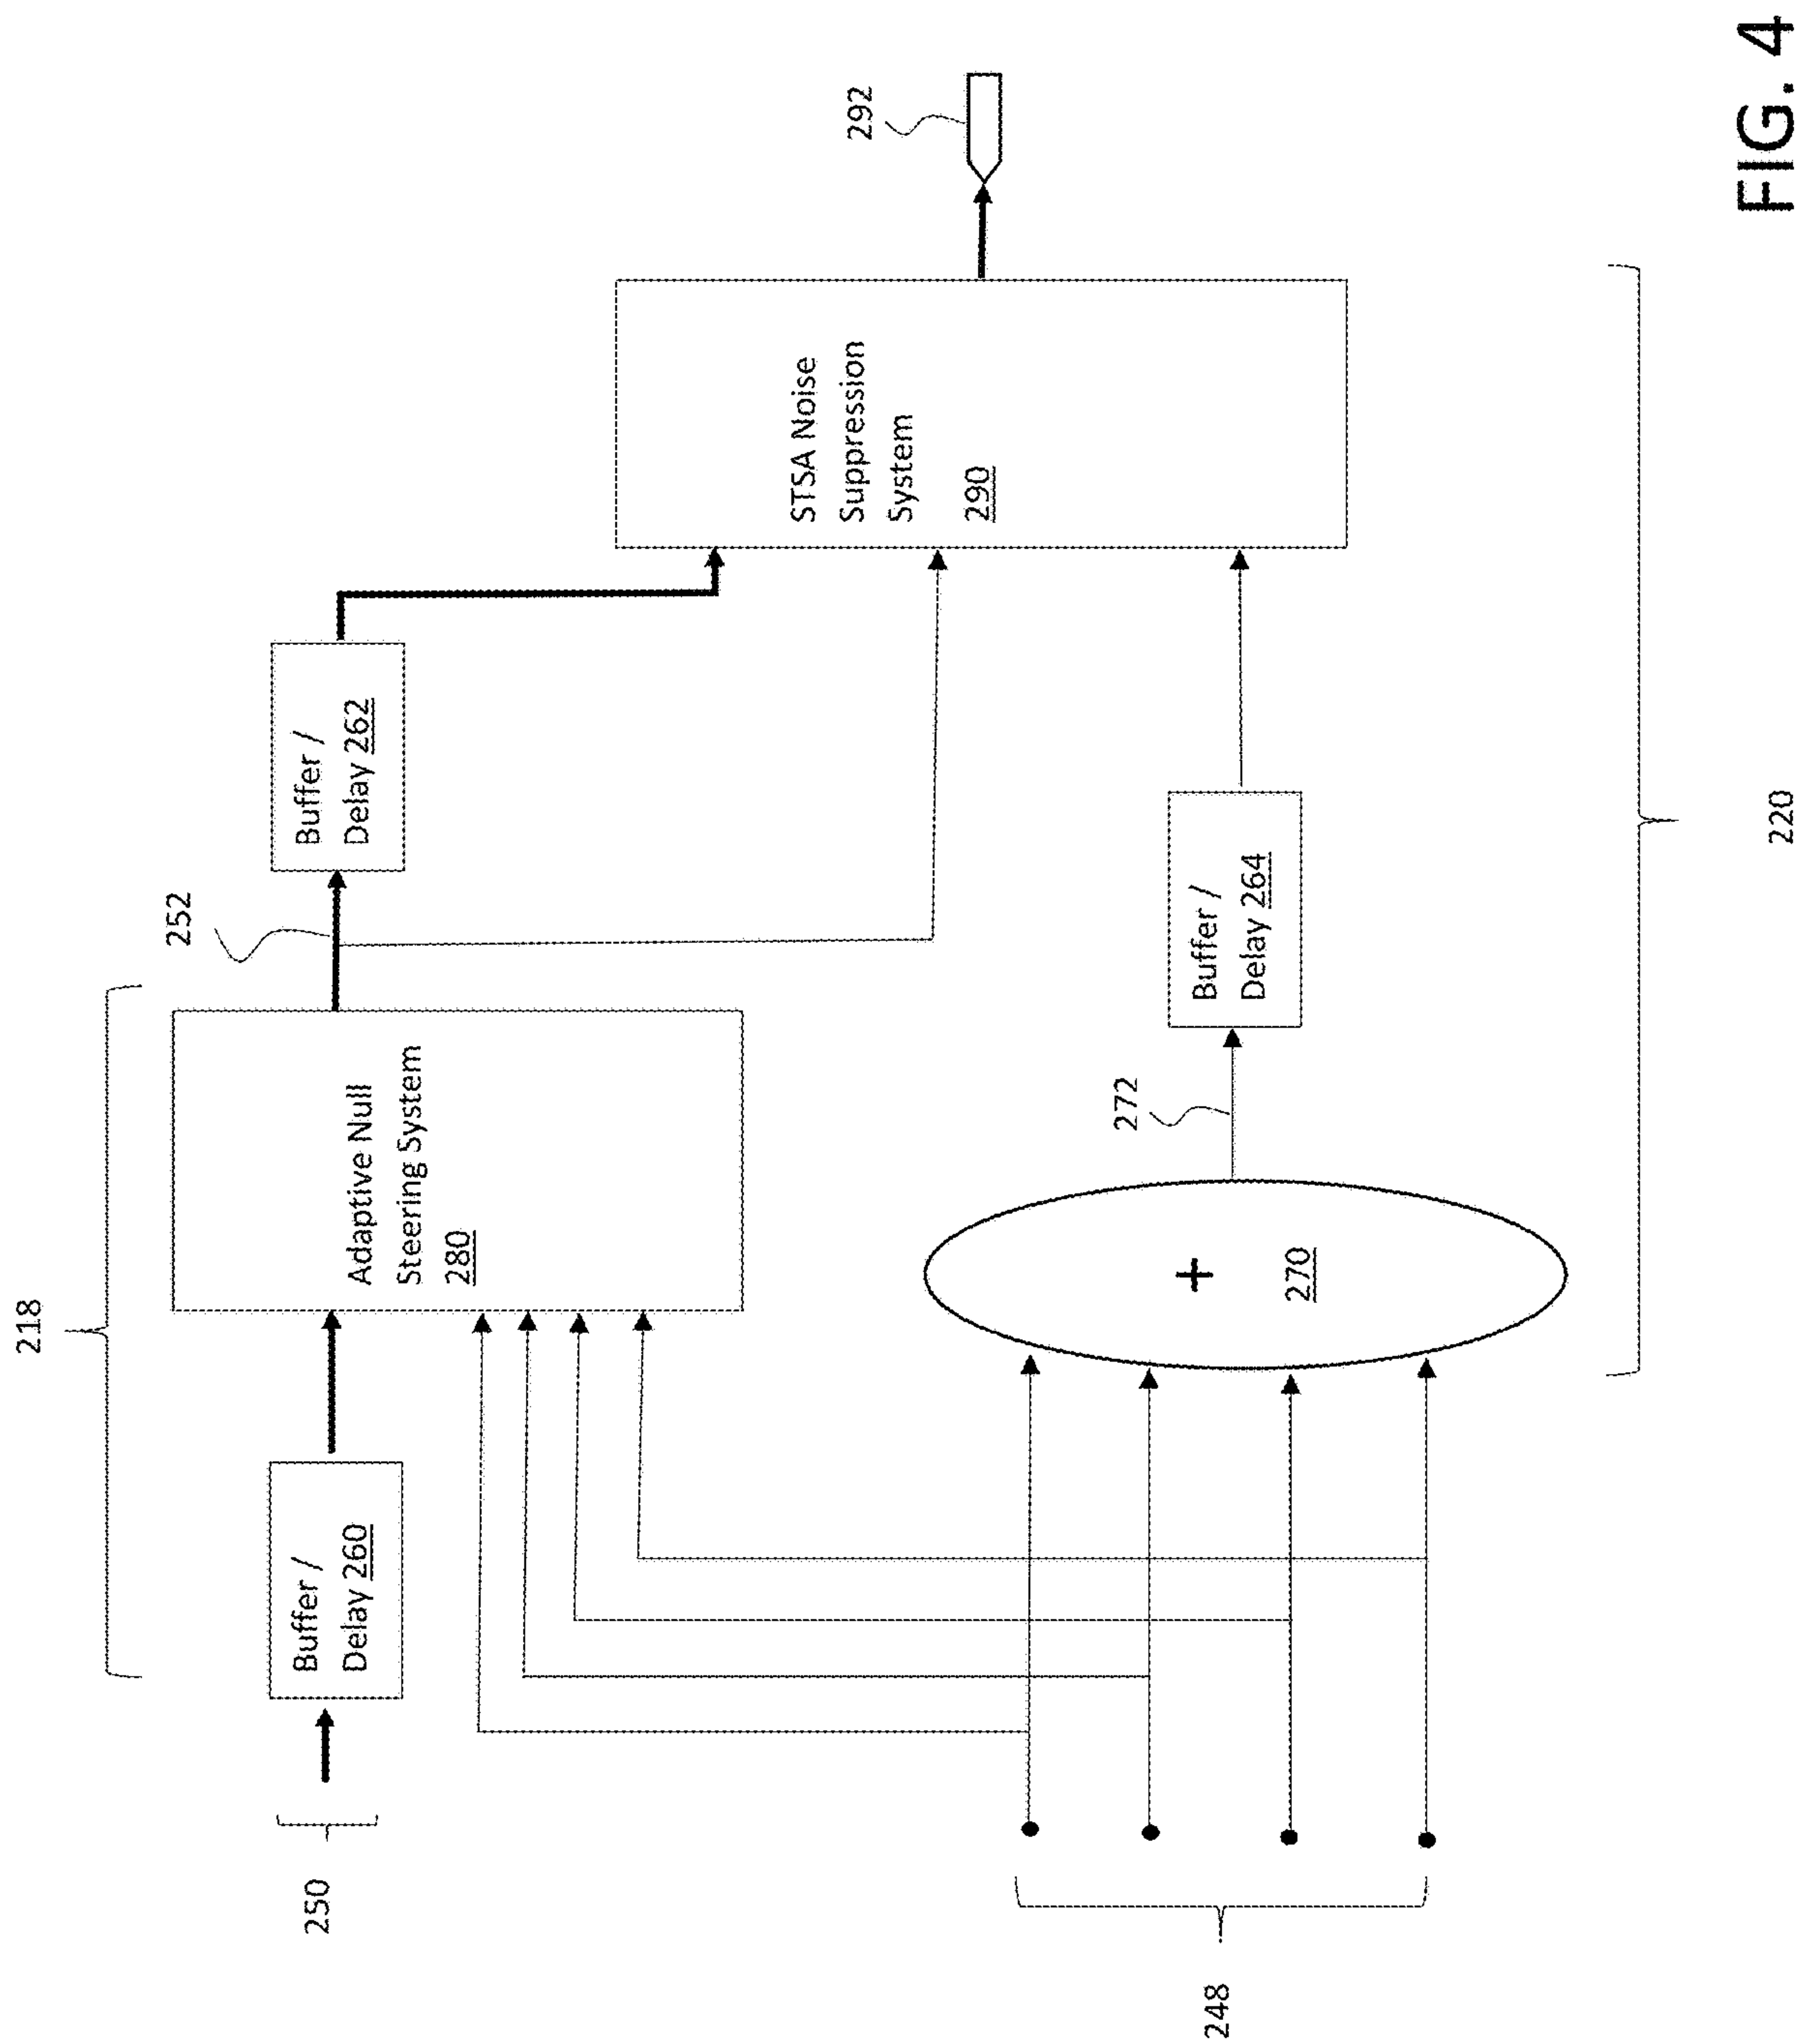 218
250
Buffer /
Delay 260
Adaptive Null
Steering System
280
252
Buffer /
Delay 262
STSA Noise
Suppression
System
290
292
248
+
270
272
Buffer /
Delay 264
220
FIG. 4